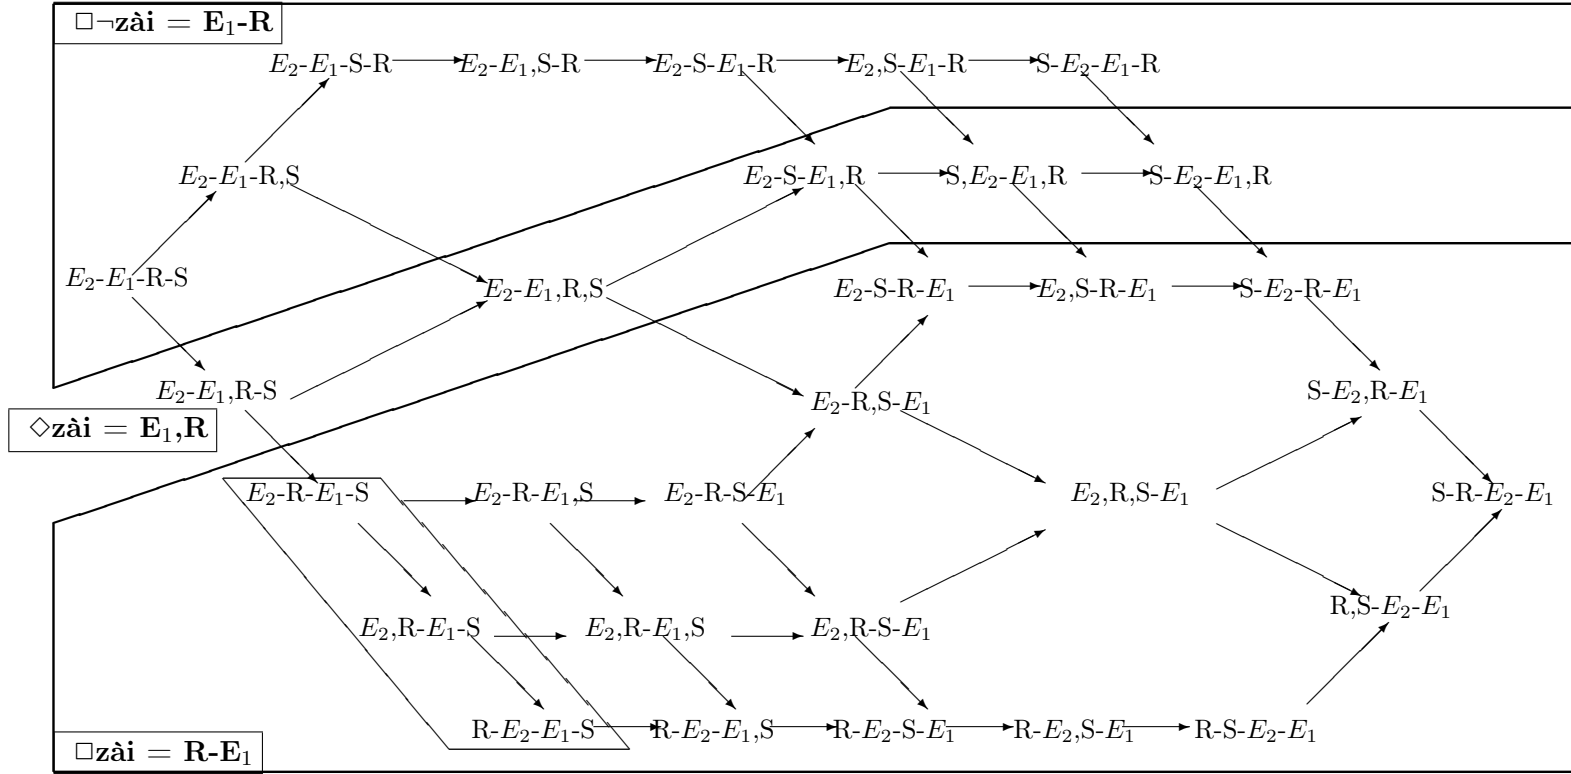 □¬zài = E₁-R
E₂-E₁-S-R E₂-E₁,S-R E₂-S-E₁-R E₂,S-E₁-R S-E₂-E₁-R
E₂-E₁-R,S E₂-S-E₁,R S,E₂-E₁,R S-E₂-E₁,R
E₂-E₁-R-S E₂-E₁,R,S E₂-S-R-E₁ E₂,S-R-E₁ S-E₂-R-E₁
E₂-E₁,R-S E₂-R,S-E₁ S-E₂,R-E₁
◇zài = E₁,R
E₂-R-E₁-S E₂-R-E₁,S E₂-R-S-E₁ E₂,R,S-E₁ S-R-E₂-E₁
E₂,R-E₁-S E₂,R-E₁,S E₂,R-S-E₁ R,S-E₂-E₁
R-E₂-E₁-S R-E₂-E₁,S R-E₂-S-E₁ R-E₂,S-E₁ R-S-E₂-E₁
□zài = R-E₁